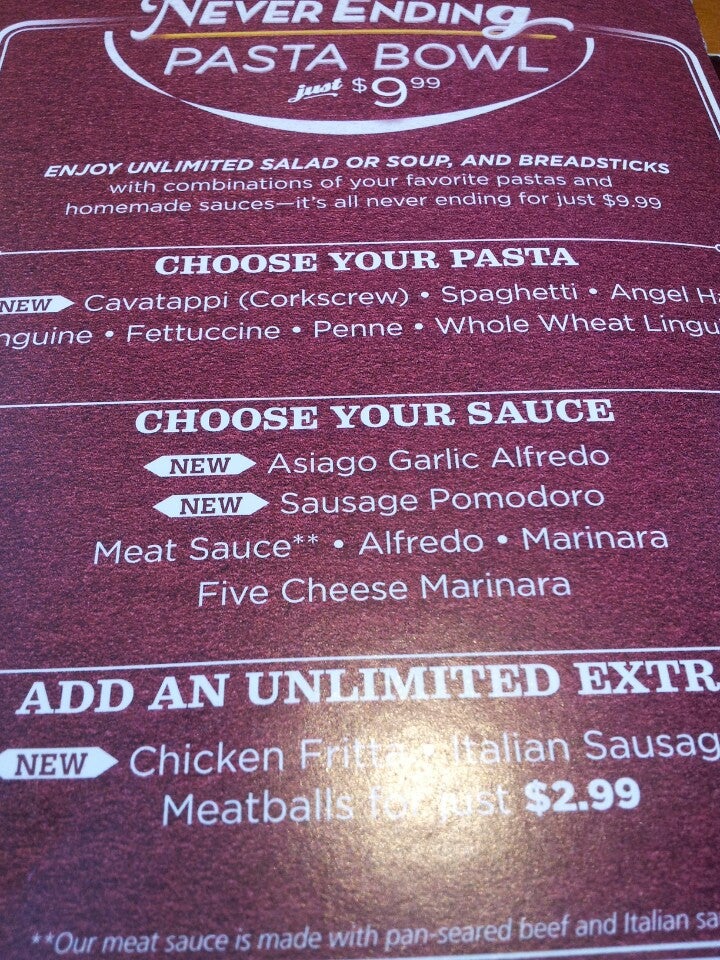 NEVER ENDING
PASTA BOWL
just $9.99
ENJOY UNLIMITED SALAD OR SOUP, AND BREADSTICKS
with combinations of your favorite pastas and
homemade sauces—it's all never ending for just $9.99
CHOOSE YOUR PASTA
NEW Cavatappi (Corkscrew) • Spaghetti • Angel H
nguine • Fettuccine • Penne • Whole Wheat Lingu
CHOOSE YOUR SAUCE
NEW Asiago Garlic Alfredo
NEW Sausage Pomodoro
Meat Sauce** • Alfredo • Marinara
Five Cheese Marinara
ADD AN UNLIMITED EXTR
NEW Chicken Fritta • Italian Sausag
Meatballs for just $2.99
**Our meat sauce is made with pan-seared beef and Italian sa